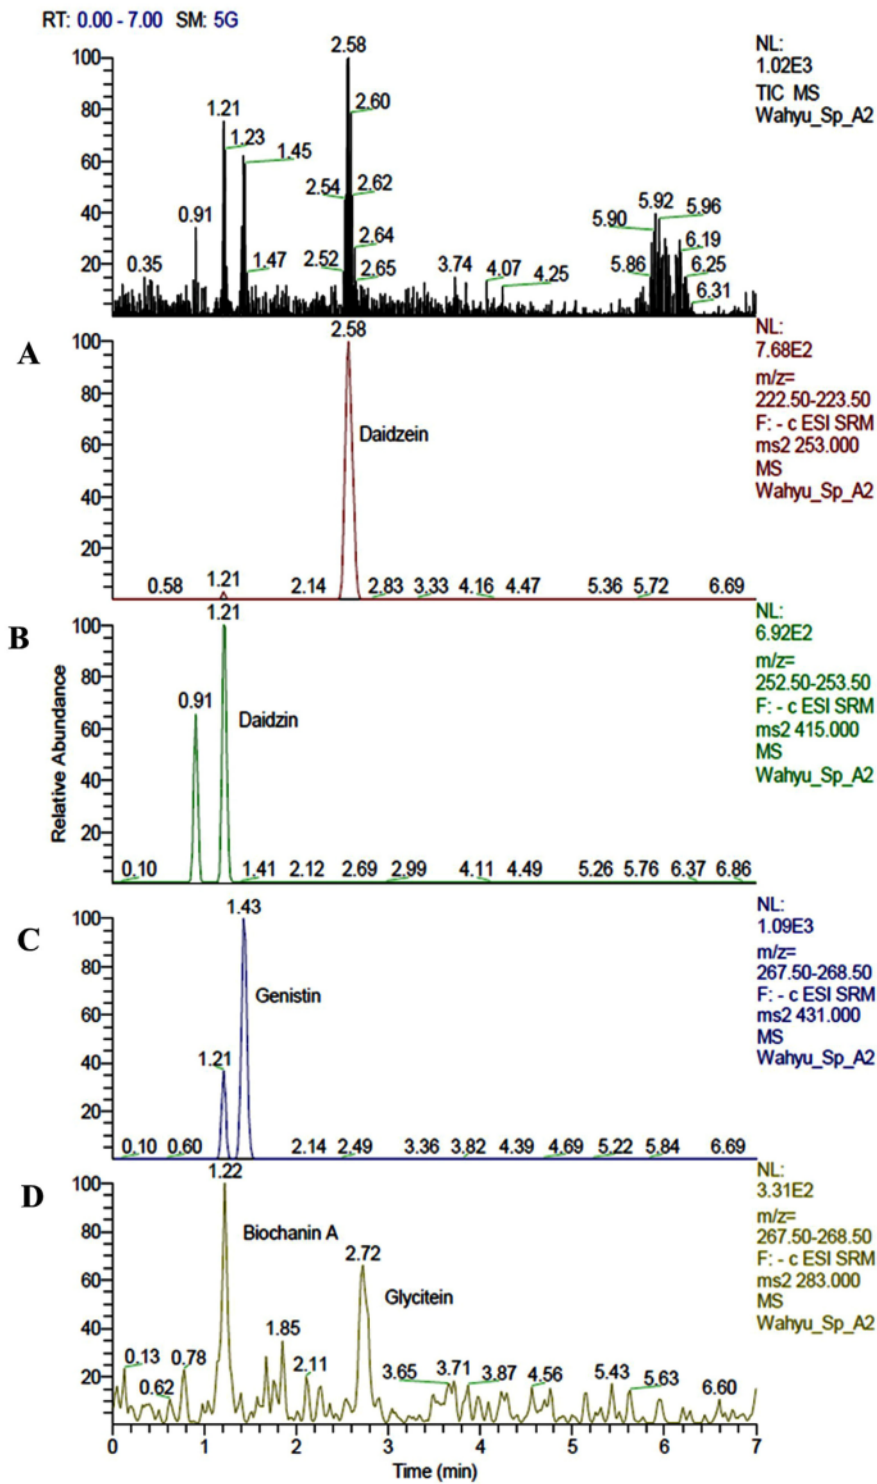 RT: 0.00 - 7.00 SM: 5G
NL:
1.02E3
TIC MS
Wahyu_Sp_A2
2.58
100
2.60
80
1.21
1.23
1.45
60
2.54
2.62
40
0.91
5.90
5.92
5.96
2.64
6.19
20
0.35
1.47
2.52
2.65
3.74
4.07
4.25
5.86
6.25
6.31
A
NL:
7.68E2
m/z=
222.50-223.50
F: - c ESI SRM
ms2 253.000
MS
Wahyu_Sp_A2
2.58
100
80
Daidzein
60
40
20
0.58
1.21
2.14
2.83
3.33
4.16
4.47
5.36
5.72
6.69
B
NL:
6.92E2
m/z=
252.50-253.50
F: - c ESI SRM
ms2 415.000
MS
Wahyu_Sp_A2
1.21
100
80
0.91
Daidzin
60
40
20
0.10
1.41
2.12
2.69
2.99
4.11
4.49
5.26
5.76
6.37
6.86
Relative Abundance
C
NL:
1.09E3
m/z=
267.50-268.50
F: - c ESI SRM
ms2 431.000
MS
Wahyu_Sp_A2
1.43
100
80
Genistin
60
40
1.21
20
0.10
0.60
2.14
2.49
3.36
3.82
4.39
4.69
5.22
5.84
6.69
D
NL:
3.31E2
m/z=
267.50-268.50
F: - c ESI SRM
ms2 283.000
MS
Wahyu_Sp_A2
1.22
100
80
Biochanin A
2.72
60
Glycitein
40
1.85
20
0.13
0.78
2.11
3.65
3.71
3.87
4.56
5.43
5.63
0.62
6.60
0 1 2 3 4 5 6 7
Time (min)